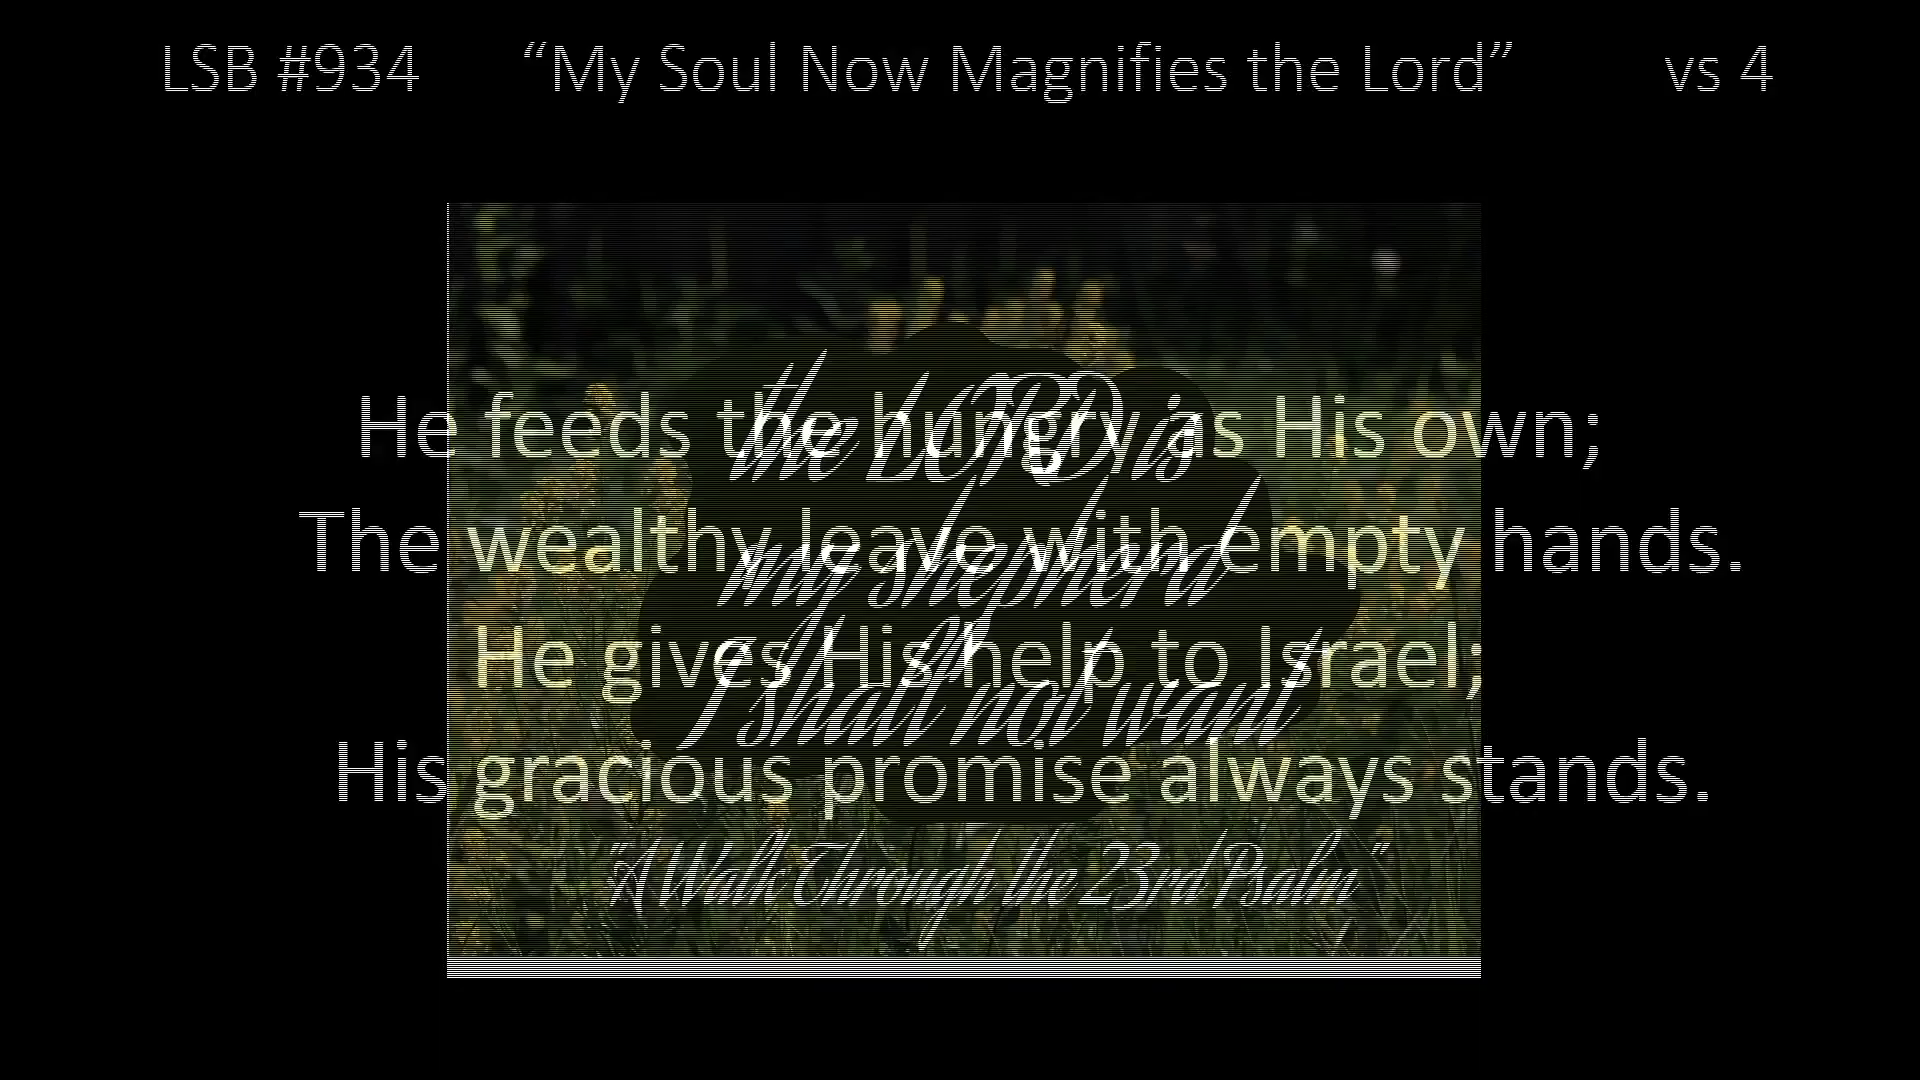 LSB #934 “My Soul Now Magnifies the Lord” vs 4
He feeds the hungry as His own;
The wealthy leave with empty hands.
He gives His help to Israel;
His gracious promise always stands.
the LORD is
my shepherd
I shall not want
"A Walk Through the 23rd Psalm"